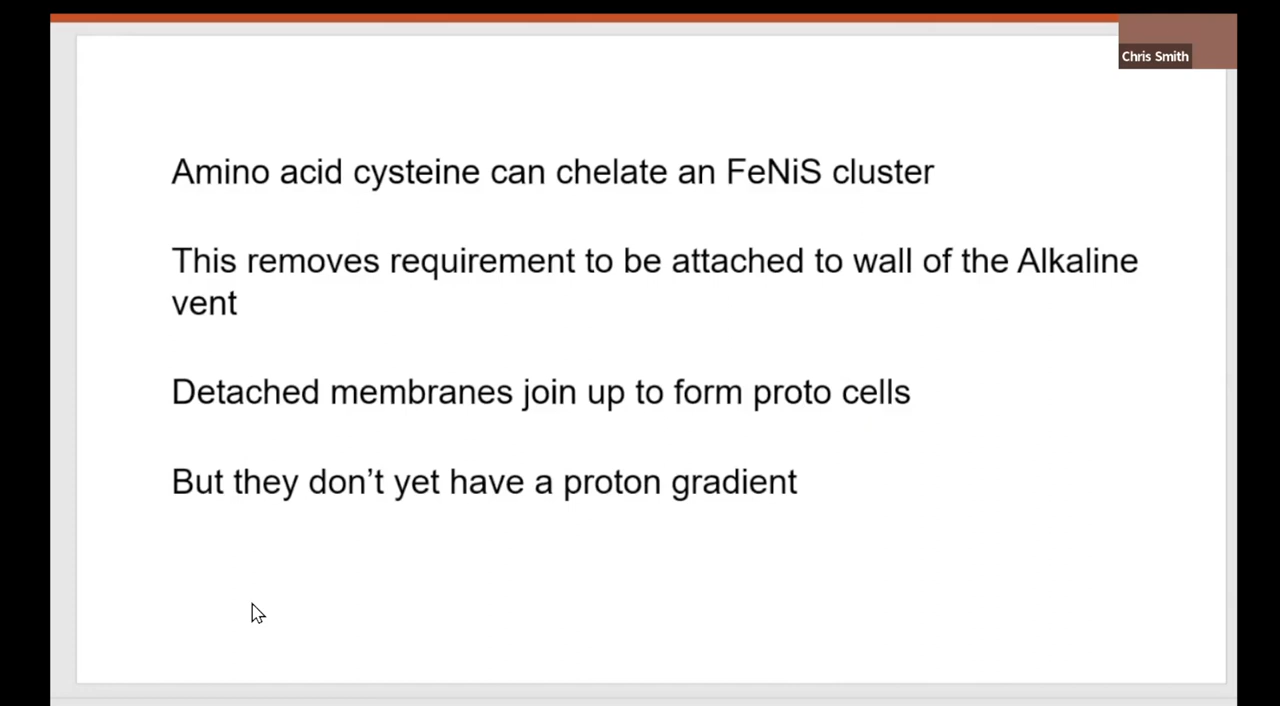 Chris Smith
Amino acid cysteine can chelate an FeNiS cluster
This removes requirement to be attached to wall of the Alkaline
vent
Detached membranes join up to form proto cells
But they don’t yet have a proton gradient